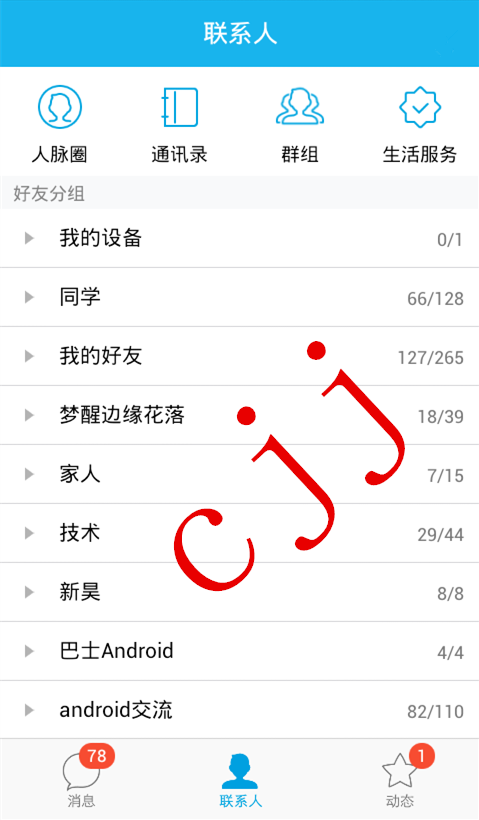 联系人
人脉圈 通讯录 群组 生活服务
好友分组
我的设备 0/1
同学 66/128
我的好友 127/265
梦醒边缘花落 18/39
家人 7/15
技术 29/44
新昊 8/8
巴士Android 4/4
android交流 82/110
cjj
78 1
消息 联系人 动态